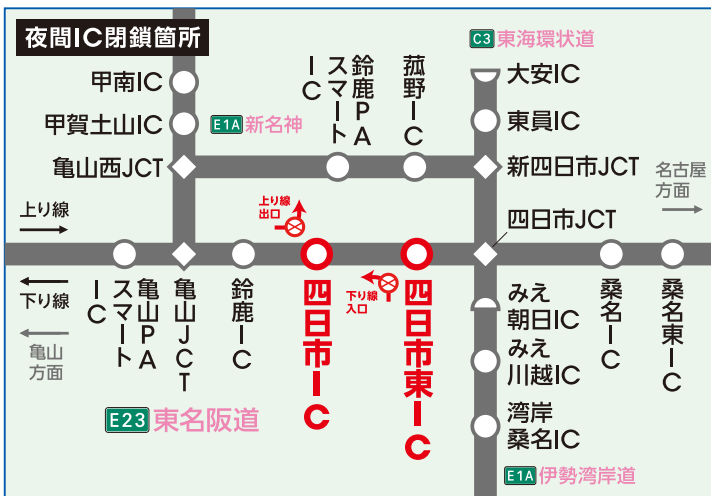 夜間IC閉鎖箇所
C3 東海環状道
甲南IC
甲賀土山IC
E1A 新名神
亀山西JCT
鈴鹿PA
スマート
IC
菰野IC
大安IC
東員IC
新四日市JCT
名古屋
方面
四日市JCT
上り線
上り線
出口
下り線
下り線
入口
亀山
方面
亀山PA
スマート
IC
亀山JCT
鈴鹿IC
四日市IC
四日市東IC
みえ
朝日IC
みえ
川越IC
湾岸
桑名IC
桑名IC
桑名東IC
E23 東名阪道
E1A 伊勢湾岸道